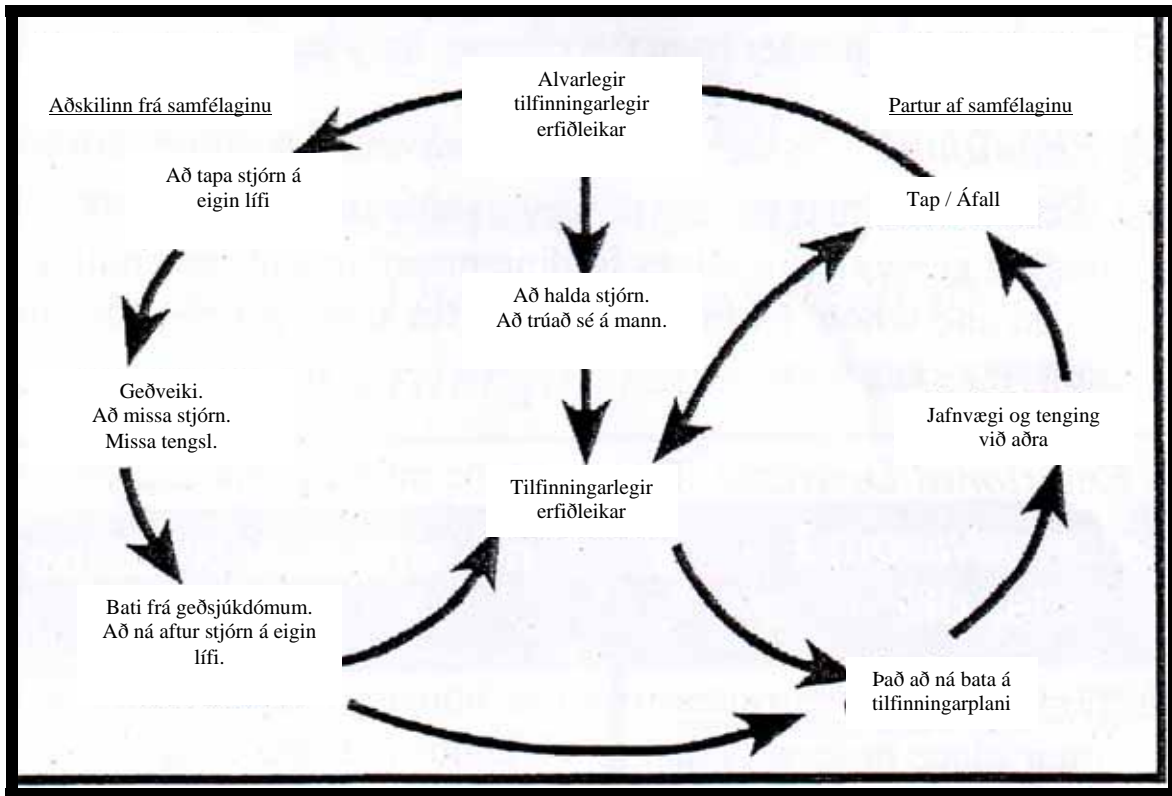 Aðskilinn frá samfélaginu
Alvarlegir
tilfinningarlegir
erfiðleikar
Partur af samfélaginu
Að tapa stjórn á
eigin lífi
Tap / Áfall
Að halda stjórn.
Að trúað sé á mann.
Geðveiki.
Að missa stjórn.
Missa tengsl.
Jafnvægi og tenging
við aðra
Tilfinningarlegir
erfiðleikar
Bati frá geðsjúkdómum.
Að ná aftur stjórn á eigin
lífi.
Það að ná bata á
tilfinningarplani